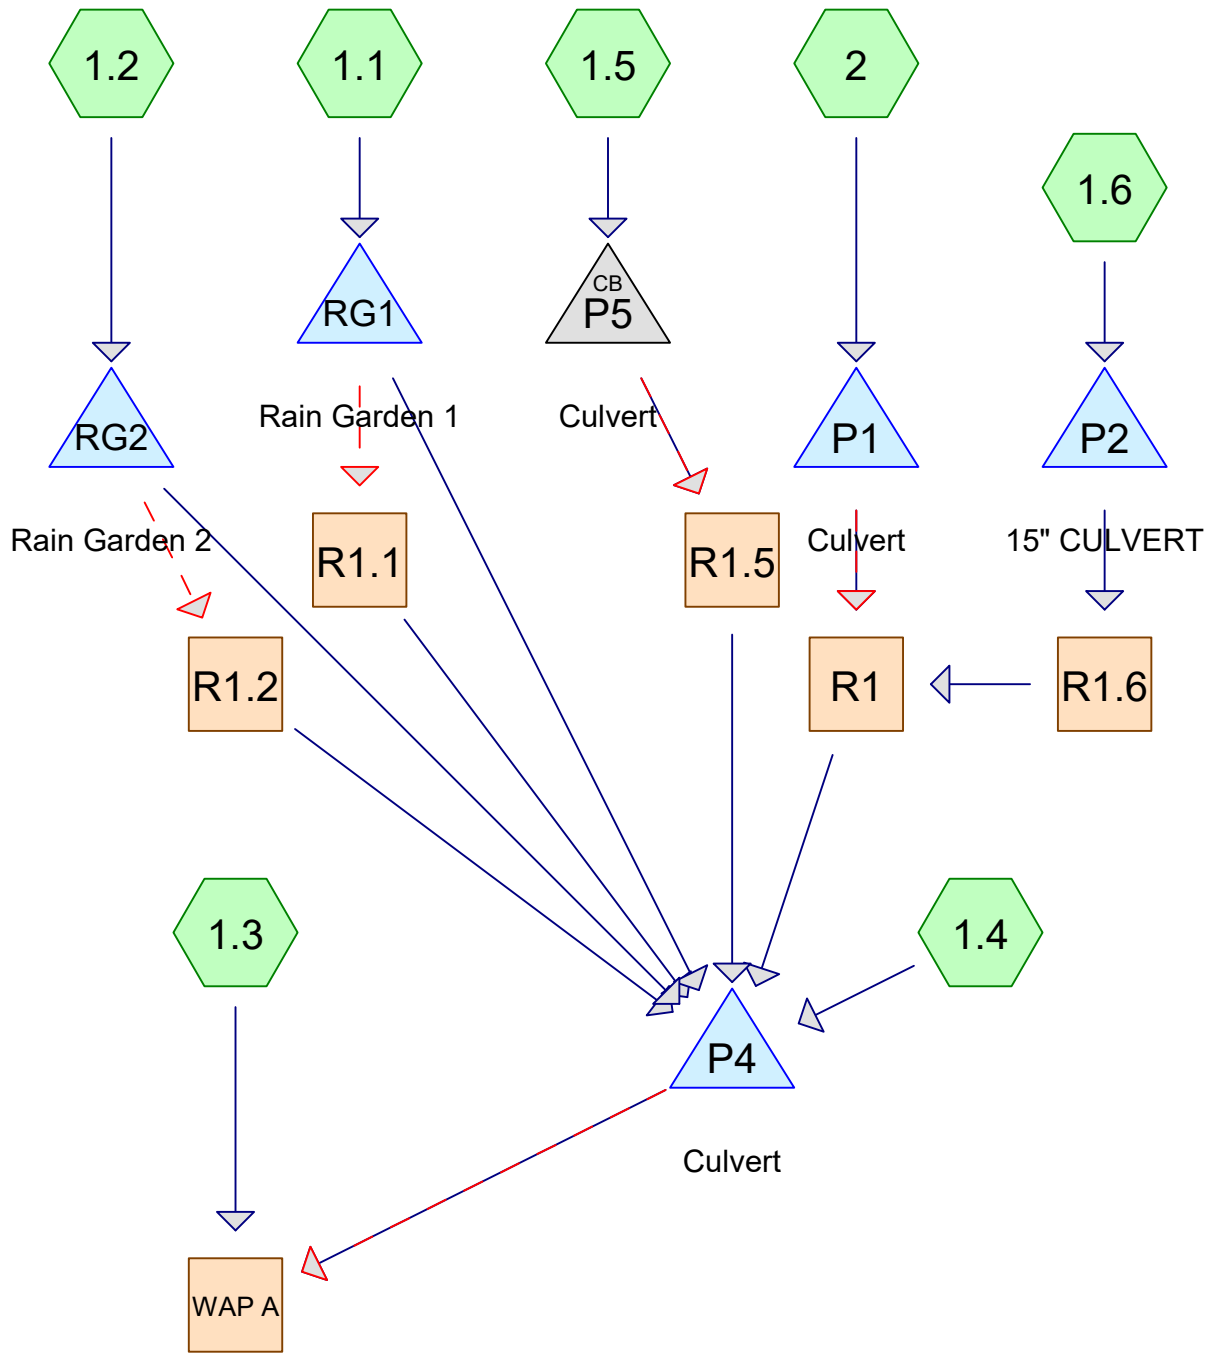 1.2
1.1
1.5
2
1.6
RG1
CB
P5
RG2
P1
P2
Rain Garden 1
Culvert
Rain Garden 2
Culvert
15" CULVERT
R1.1
R1.5
R1.2
R1
R1.6
1.3
1.4
P4
Culvert
WAP A